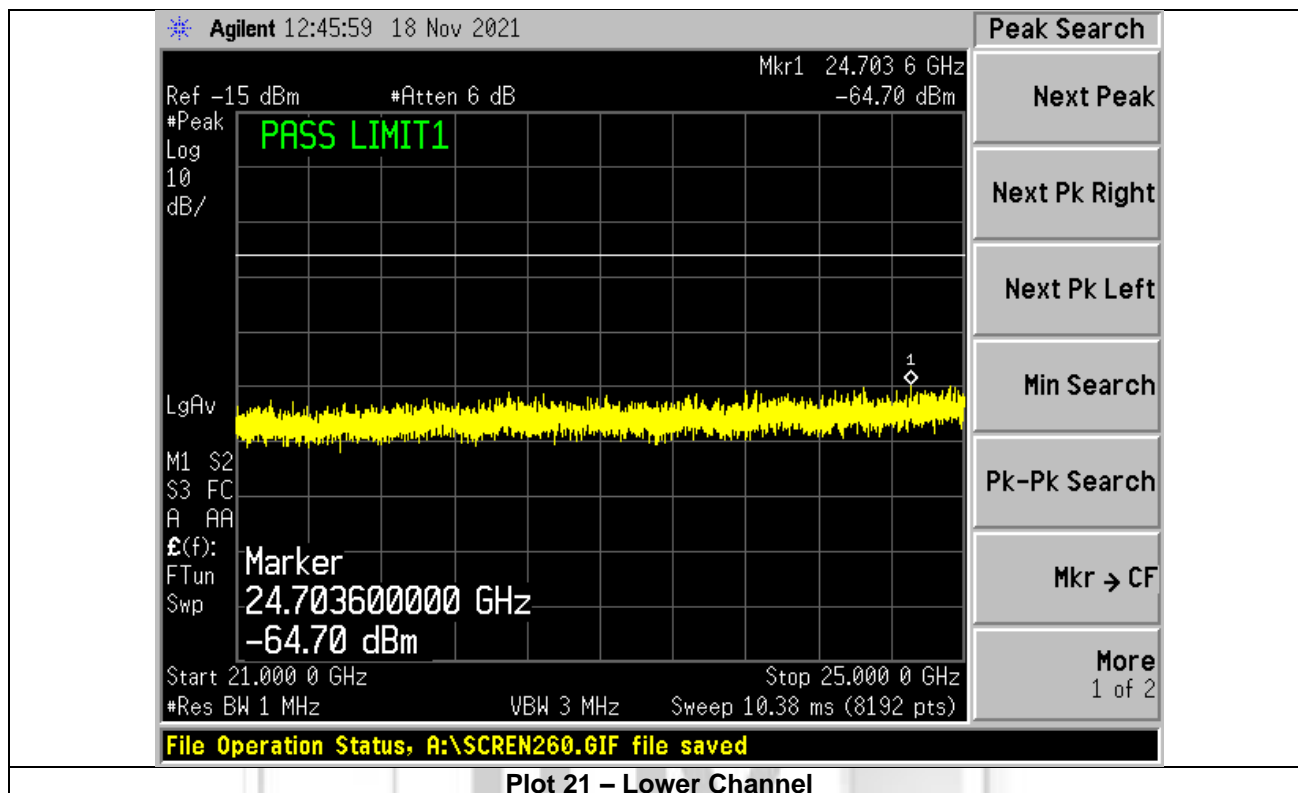 Agilent 12:45:59 18 Nov 2021
Peak Search
Mkr1 24.703 6 GHz
Ref -15 dBm #Atten 6 dB -64.70 dBm
#Peak
Log
10
dB/
PASS LIMIT1
1
LgAv
M1 S2
S3 FC
A AA
£(f):
FTun
Swp
Marker
24.703600000 GHz
-64.70 dBm
Start 21.000 0 GHz Stop 25.000 0 GHz
#Res BW 1 MHz VBW 3 MHz Sweep 10.38 ms (8192 pts)
Next Peak
Next Pk Right
Next Pk Left
Min Search
Pk-Pk Search
Mkr → CF
More
1 of 2
File Operation Status, A:\SCREN260.GIF file saved
Plot 21 – Lower Channel